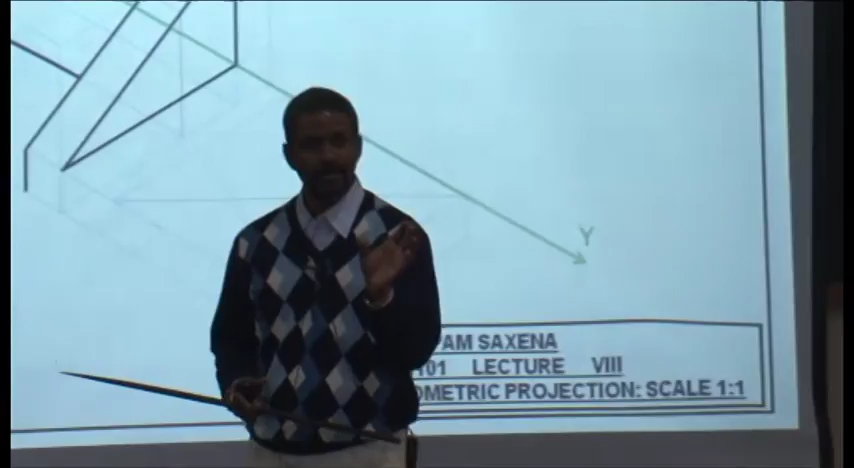 Y
PAM SAXENA
101 LECTURE VIII
OMETRIC PROJECTION: SCALE 1:1